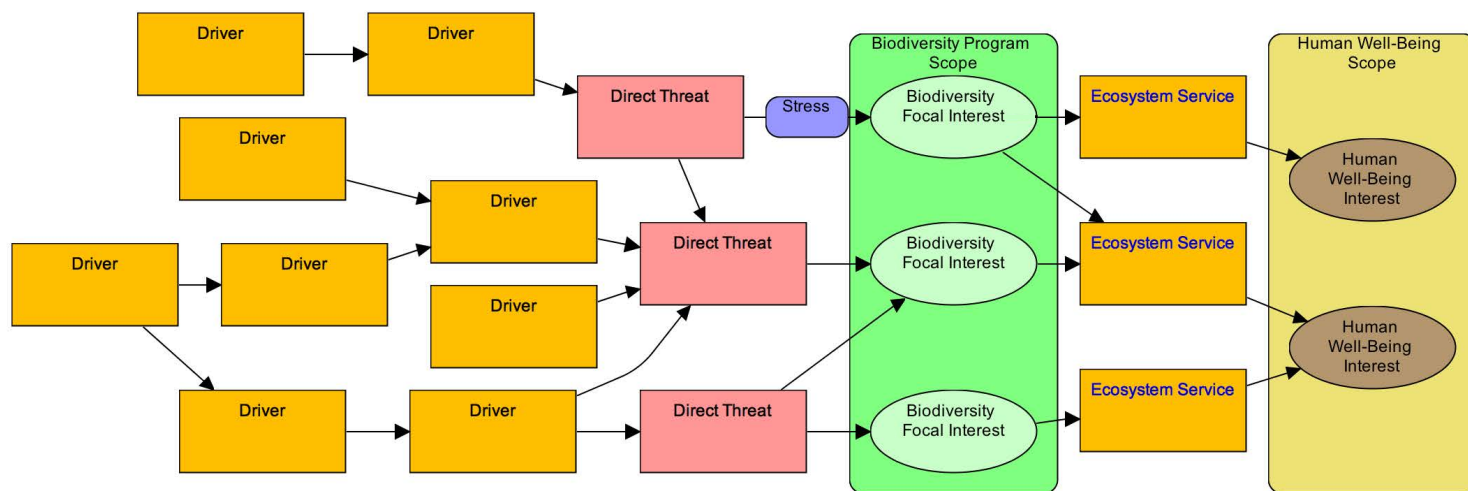 Driver
Driver
Direct Threat
Stress
Biodiversity Program
Scope
Biodiversity
Focal Interest
Ecosystem Service
Human Well-Being
Scope
Human
Well-Being
Interest
Driver
Driver
Driver
Driver
Driver
Direct Threat
Biodiversity
Focal Interest
Ecosystem Service
Human
Well-Being
Interest
Driver
Driver
Direct Threat
Biodiversity
Focal Interest
Ecosystem Service